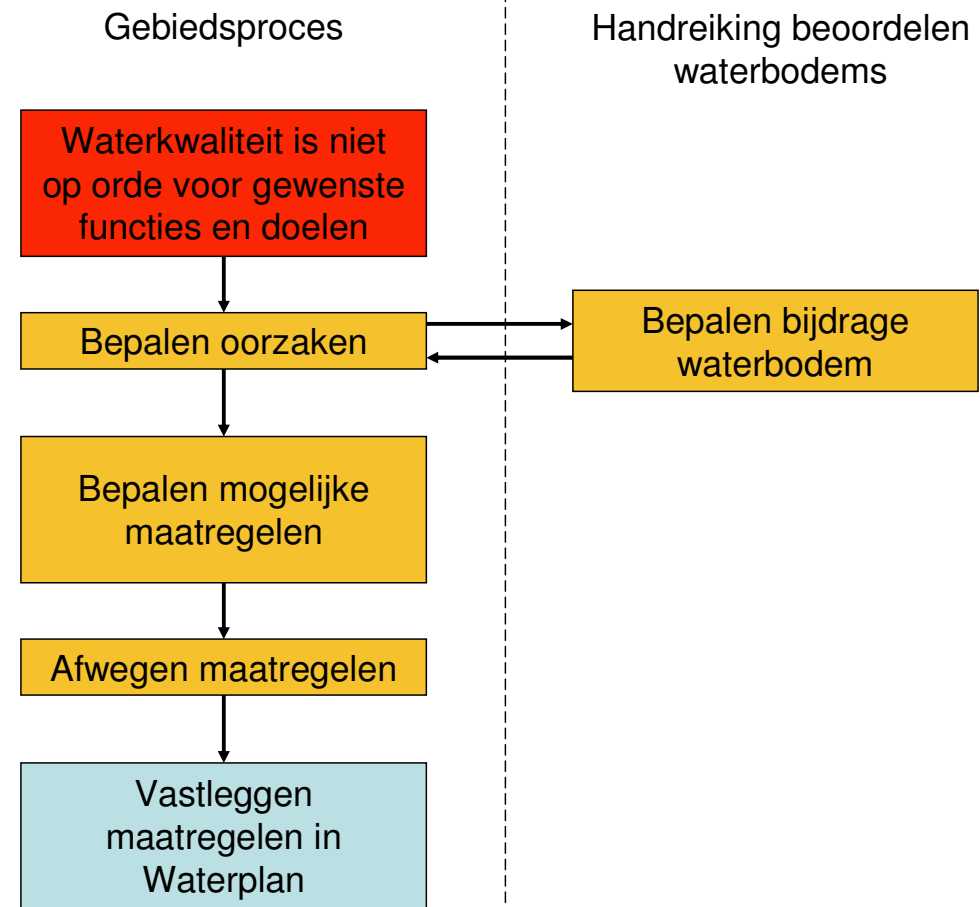 Gebiedsproces
Handreiking beoordelen
waterbodems
Waterkwaliteit is niet
op orde voor gewenste
functies en doelen
Bepalen oorzaken
Bepalen bijdrage
waterbodem
Bepalen mogelijke
maatregelen
Afwegen maatregelen
Vastleggen
maatregelen in
Waterplan